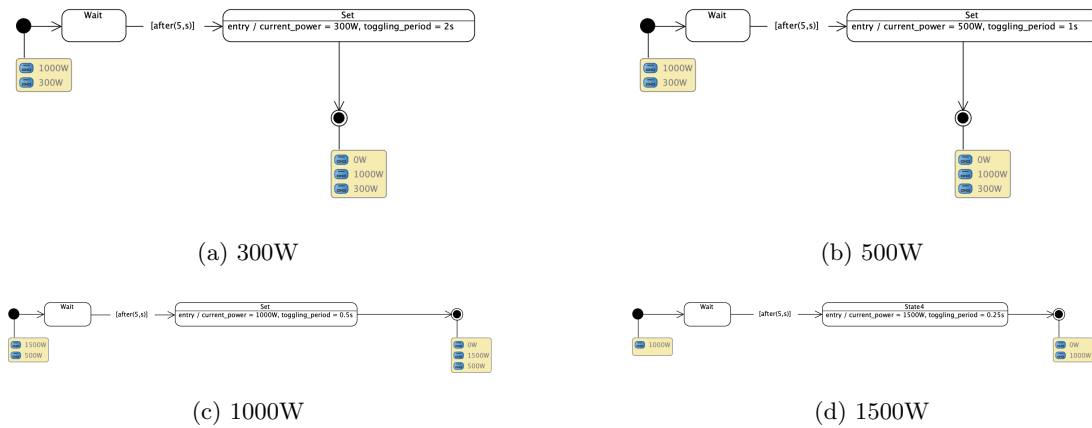 Wait
[after(5,s)]
Set
entry / current_power = 300W, toggling_period = 2s
1000W
300W
0W
1000W
300W
(a) 300W
Wait
[after(5,s)]
Set
entry / current_power = 500W, toggling_period = 1s
1000W
300W
0W
1000W
300W
(b) 500W
Wait
[after(5,s)]
Set
entry / current_power = 1000W, toggling_period = 0.5s
1500W
500W
0W
1500W
500W
(c) 1000W
Wait
[after(5,s)]
State4
entry / current_power = 1500W, toggling_period = 0.25s
1000W
0W
1000W
(d) 1500W